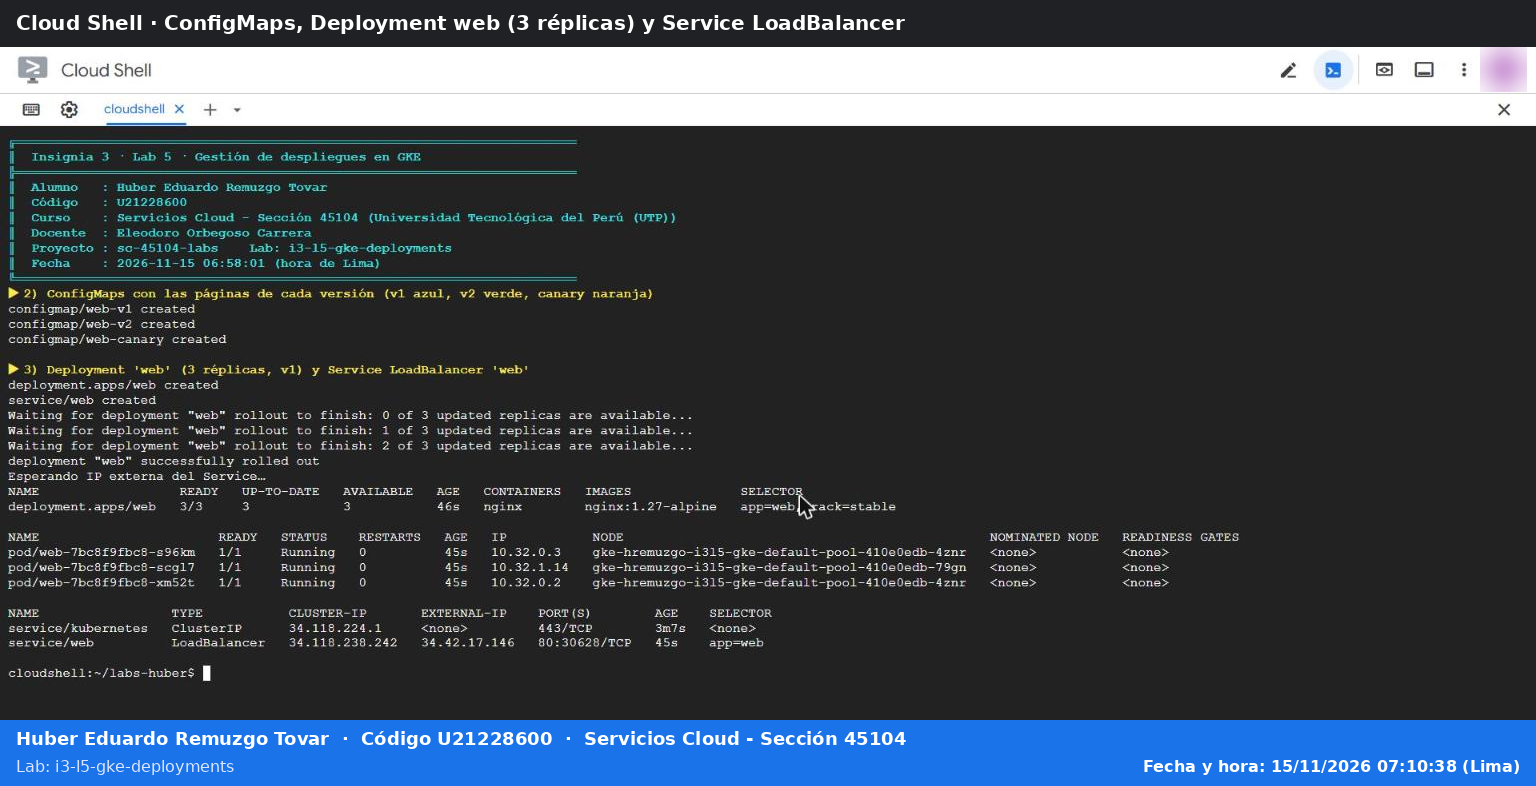 Cloud Shell · ConfigMaps, Deployment web (3 réplicas) y Service LoadBalancer
Cloud Shell
cloudshell
Insignia 3 · Lab 5 · Gestión de despliegues en GKE
Alumno : Huber Eduardo Remuzgo Tovar
Código : U21228600
Curso : Servicios Cloud - Sección 45104 (Universidad Tecnológica del Perú (UTP))
Docente : Eleodoro Orbegoso Carrera
Proyecto : sc-45104-labs Lab: i3-l5-gke-deployments
Fecha : 2026-11-15 06:58:01 (hora de Lima)
▶ 2) ConfigMaps con las páginas de cada versión (v1 azul, v2 verde, canary naranja)
configmap/web-v1 created
configmap/web-v2 created
configmap/web-canary created
▶ 3) Deployment 'web' (3 réplicas, v1) y Service LoadBalancer 'web'
deployment.apps/web created
service/web created
Waiting for deployment "web" rollout to finish: 0 of 3 updated replicas are available...
Waiting for deployment "web" rollout to finish: 1 of 3 updated replicas are available...
Waiting for deployment "web" rollout to finish: 2 of 3 updated replicas are available...
deployment "web" successfully rolled out
Esperando IP externa del Service…
NAME READY UP-TO-DATE AVAILABLE AGE CONTAINERS IMAGES SELECTOR
deployment.apps/web 3/3 3 3 46s nginx nginx:1.27-alpine app=web,track=stable
NAME READY STATUS RESTARTS AGE IP NODE NOMINATED NODE READINESS GATES
pod/web-7bc8f9fbc8-s96km 1/1 Running 0 45s 10.32.0.3 gke-hremuzgo-i3l5-gke-default-pool-410e0edb-4znr <none> <none>
pod/web-7bc8f9fbc8-scgl7 1/1 Running 0 45s 10.32.1.14 gke-hremuzgo-i3l5-gke-default-pool-410e0edb-79gn <none> <none>
pod/web-7bc8f9fbc8-xm52t 1/1 Running 0 45s 10.32.0.2 gke-hremuzgo-i3l5-gke-default-pool-410e0edb-4znr <none> <none>
NAME TYPE CLUSTER-IP EXTERNAL-IP PORT(S) AGE SELECTOR
service/kubernetes ClusterIP 34.118.224.1 <none> 443/TCP 3m7s <none>
service/web LoadBalancer 34.118.238.242 34.42.17.146 80:30628/TCP 45s app=web
cloudshell:~/labs-huber$
Huber Eduardo Remuzgo Tovar · Código U21228600 · Servicios Cloud - Sección 45104
Lab: i3-l5-gke-deployments
Fecha y hora: 15/11/2026 07:10:38 (Lima)